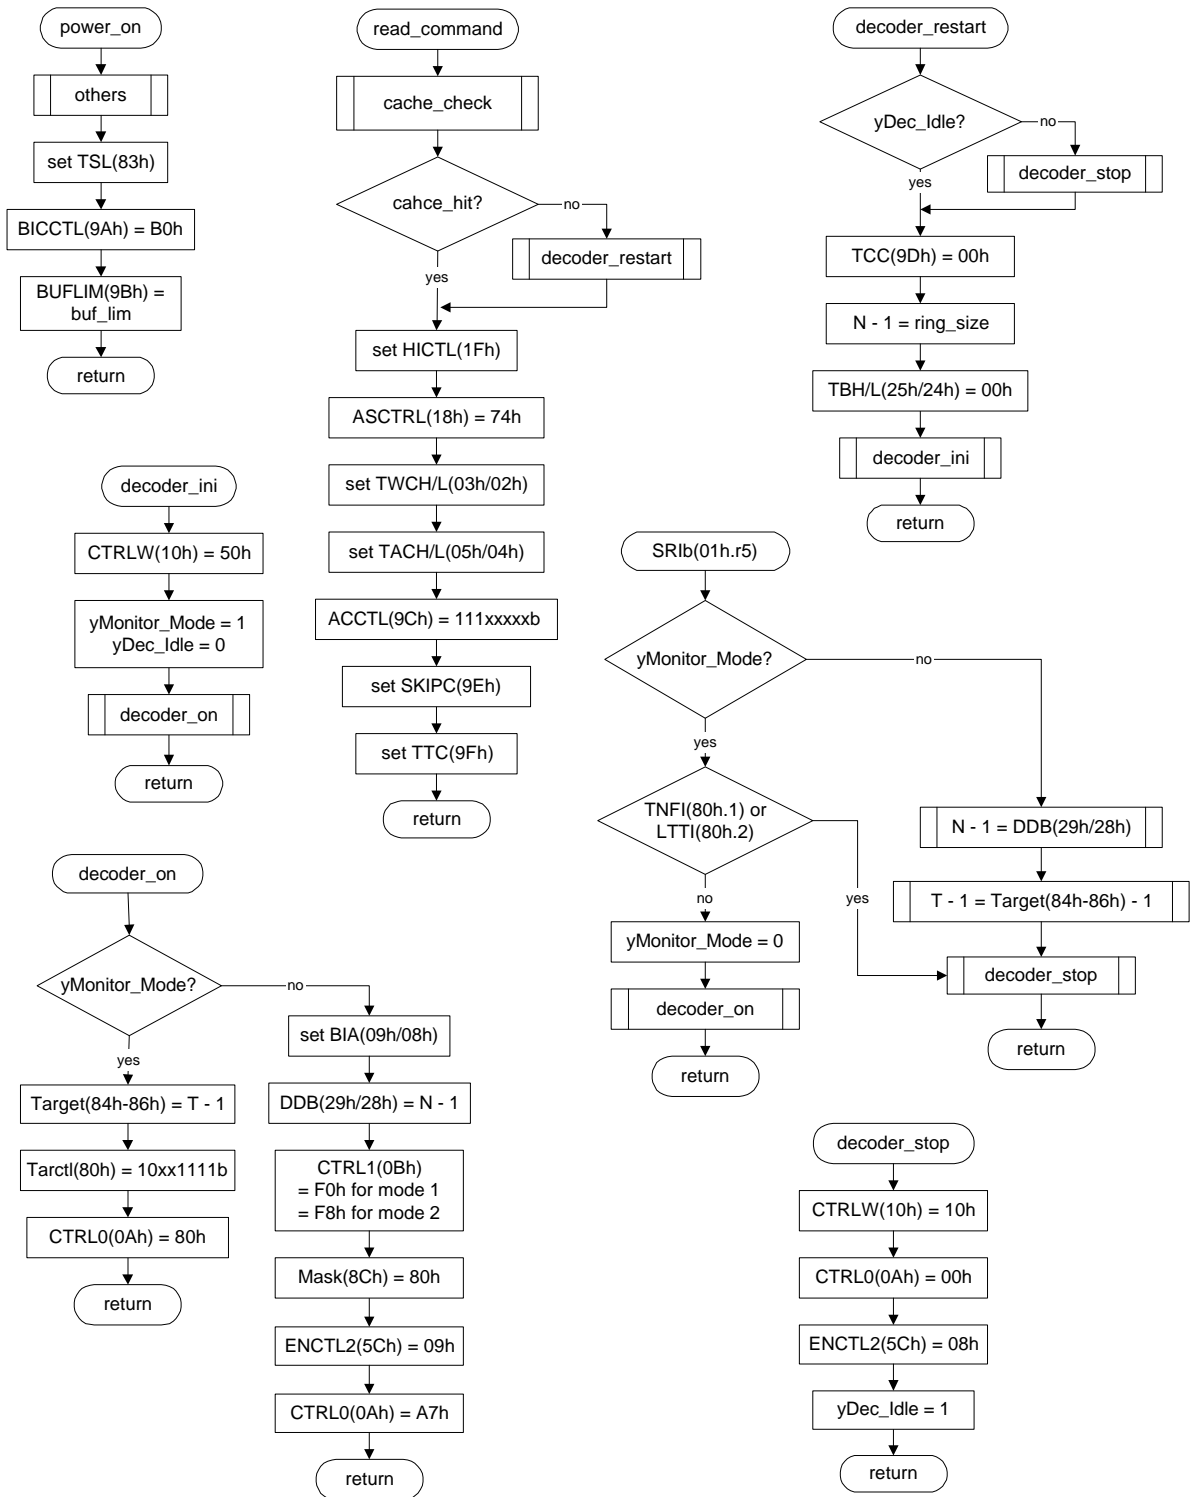 power_on
others
set TSL(83h)
BICCTL(9Ah) = B0h
BUFLIM(9Bh) =
buf_lim
return
read_command
cache_check
cahce_hit?
no
decoder_restart
yes
set HICTL(1Fh)
ASCTRL(18h) = 74h
set TWCH/L(03h/02h)
set TACH/L(05h/04h)
ACCTL(9Ch) = 111xxxxxb
set SKIPC(9Eh)
set TTC(9Fh)
return
decoder_restart
yDec_Idle?
no
decoder_stop
yes
TCC(9Dh) = 00h
N - 1 = ring_size
TBH/L(25h/24h) = 00h
decoder_ini
return
decoder_ini
CTRLW(10h) = 50h
yMonitor_Mode = 1
yDec_Idle = 0
decoder_on
return
SRIb(01h.r5)
yMonitor_Mode?
no
yes
TNFI(80h.1) or
LTTI(80h.2)
no
yes
yMonitor_Mode = 0
decoder_on
return
N - 1 = DDB(29h/28h)
T - 1 = Target(84h-86h) - 1
decoder_stop
return
decoder_on
yMonitor_Mode?
no
yes
Target(84h-86h) = T - 1
Tarctl(80h) = 10xx1111b
CTRL0(0Ah) = 80h
return
set BIA(09h/08h)
DDB(29h/28h) = N - 1
CTRL1(0Bh)
= F0h for mode 1
= F8h for mode 2
Mask(8Ch) = 80h
ENCTL2(5Ch) = 09h
CTRL0(0Ah) = A7h
return
decoder_stop
CTRLW(10h) = 10h
CTRL0(0Ah) = 00h
ENCTL2(5Ch) = 08h
yDec_Idle = 1
return